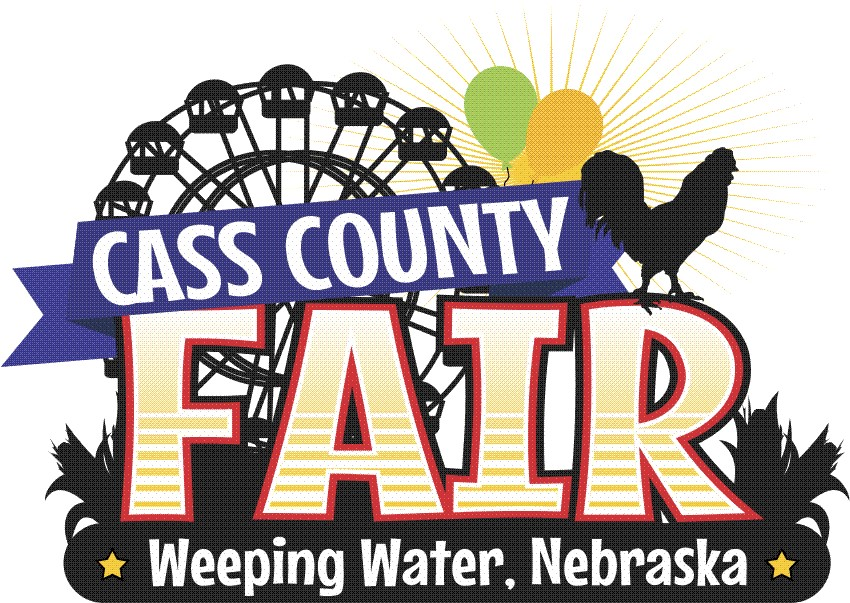 CASS COUNTY
FAIR
Weeping Water, Nebraska